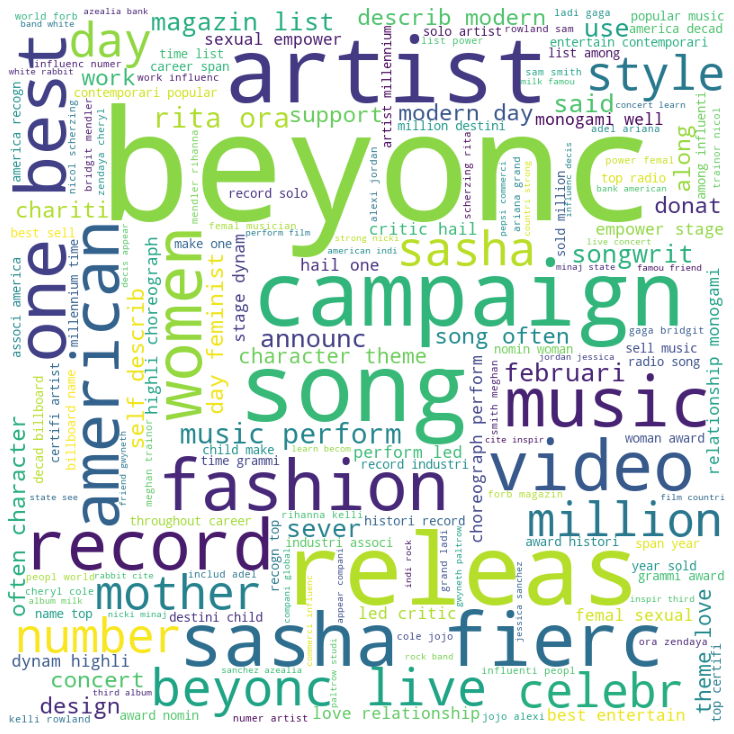 world forb
azealia bank
band white
influenc numer
white rabbit
magazin list
time list
career span
work influenc
work
contemporari popular
day
best
sexual empower
describ modern
solo artist
rowland sam
list power
artist
artist millennium
ladi gaga
entertain contemporari
use
popular music
america decad
list among
sam smith
milk famou
concert learn
style
said
adel ariana
among influenti
along
trainor nicol
america recogn
nicol scherzing
bridgit mendler
zendaya cheryl
rita ora
support
modern day
million destini
monogami well
beyonc
mendler rihanna
record solo
alexi jordan
scherzing rita
ariana grand
pepsi commerci
countri strong
influenc decis
power femal
top radio
bank american
donat
chariti
best sell
one
american
associ america
millennium time
women
day feminist
self describ
highli choreograph
femal musician
make one
perform film
stage dynam
critic hail
hail one
strong nicki
american indi
sasha
empower stage
live concert
songwrit
sold million
minaj state
famou friend
campaign
announc
song often
character theme
nomin woman
gaga bridgit
jordan jessica
sell music
radio song
smith meghan
februari
song
music
choreograph perform
relationship monogami
cite inspir
woman award
forb magazin
film countri
often character
decad billboard
certifi artist
billboard name
meghan trainor
friend gwyneth
state see
music perform
child make
learn becom
perform led
time grammi
record industri
video
million
fashion
record
throughout career
rihanna kelli
histori record
industri associ
sever
recogn top
compani global
commerci influenc
indi rock
appear compani
grand ladi
gwyneth paltrow
jessica sanchez
releas
award histori
span year
year sold
grammi award
inspir third
peopl world
rabbit cite
cheryl cole
album milk
nicki minaj
mother
includ adel
destini child
name top
number
led critic
cole jojo
femal sexual
ora zendaya
theme love
top certifi
sasha fierc
dynam highli
sanchez azealia
paltrow studi
rock band
influenti peopl
concert
beyonc live
celebr
design
third album
award nomin
kelli rowland
numer artist
love relationship
jojo alexi
best entertain